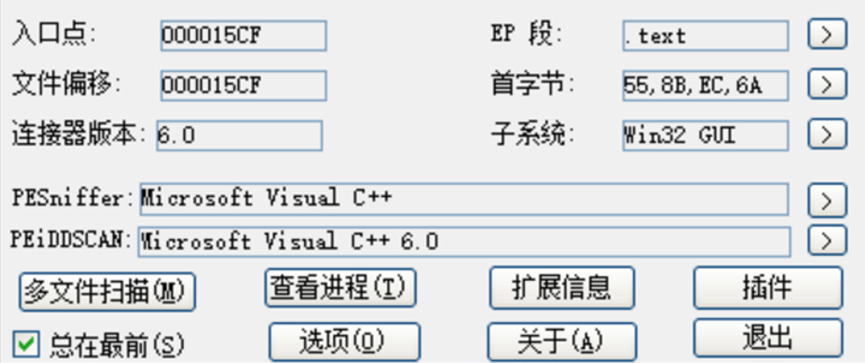 入口点: 000015CF EP 段: .text >
文件偏移: 000015CF 首字节: 55,8B,EC,6A >
连接器版本: 6.0 子系统: Win32 GUI >
PESniffer: Microsoft Visual C++ >
PEiDDSCAN: Microsoft Visual C++ 6.0 >
多文件扫描(M) 查看进程(T) 扩展信息 插件
总在最前(S) 选项(O) 关于(A) 退出